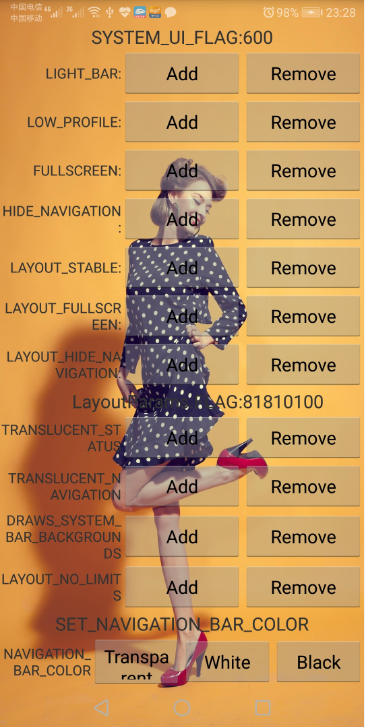 中国电信 46 36 98% 23:28
中国移动
SYSTEM_UI_FLAG:600
LIGHT_BAR: Add Remove
LOW_PROFILE: Add Remove
FULLSCREEN: Add Remove
HIDE_NAVIGATION
: Add Remove
LAYOUT_STABLE: Add Remove
LAYOUT_FULLSCR
EEN: Add Remove
LAYOUT_HIDE_NA
VIGATION: Add Remove
FLAG:81810100
TRANSLUCENT_ST
ATUS Add Remove
TRANSLUCENT_N
AVIGATION Add Remove
DRAWS_SYSTEM_
BAR_BACKGROUN
DS Add Remove
LAYOUT_NO_LIMIT
S Add Remove
SET_NAVIGATION_BAR_COLOR
NAVIGATION_
BAR_COLOR Transpa
rent White Black